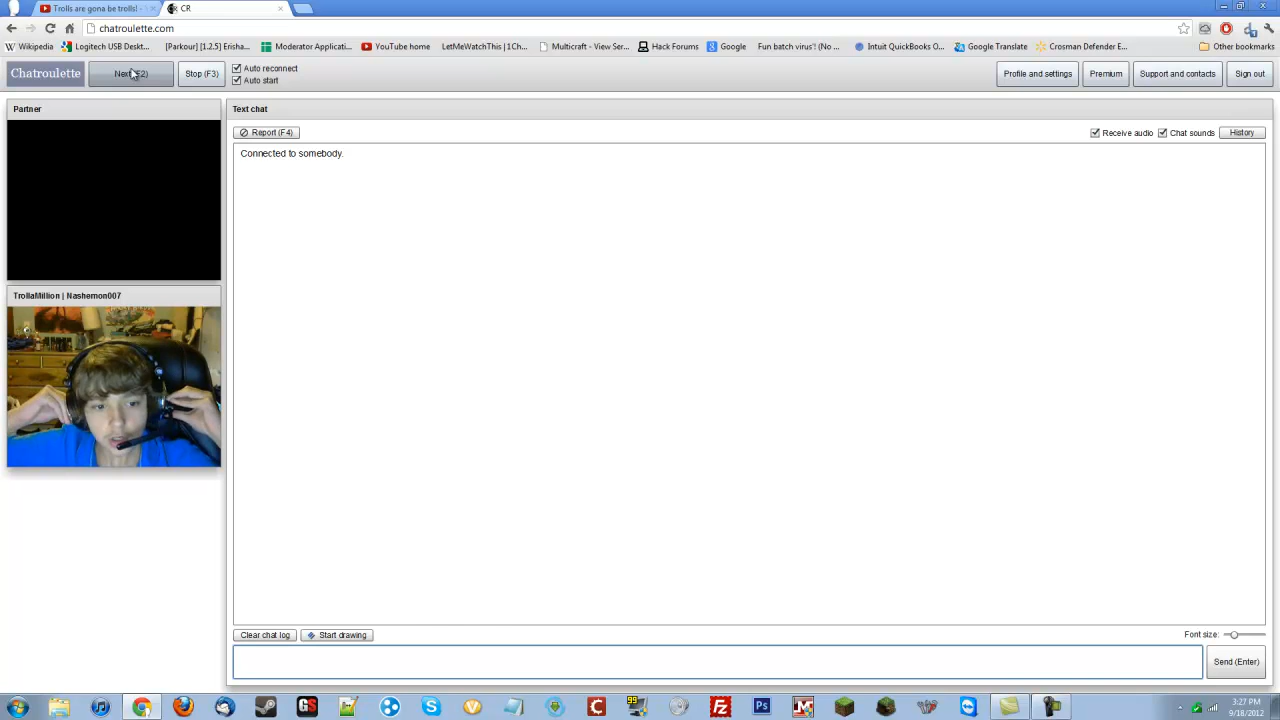 Trolls are gona be trolls! -
CR
chatroulette.com
Wikipedia
Logitech USB Deskt...
[Parkour] [1.2.5] Erisha...
Moderator Applicati...
YouTube home
LetMeWatchThis | 1Ch...
Multicraft - View Ser...
Hack Forums
Google
Fun batch virus'! (No ...
Intuit QuickBooks O...
Google Translate
Crosman Defender E...
Other bookmarks
Chatroulette
Next (F2)
Stop (F3)
Auto reconnect
Auto start
Profile and settings
Premium
Support and contacts
Sign out
Partner
Text chat
Report (F4)
Receive audio
Chat sounds
History
Connected to somebody.
TrollaMillion | Nashemon007
Clear chat log
Start drawing
Font size:
Send (Enter)
3:27 PM
9/18/2012